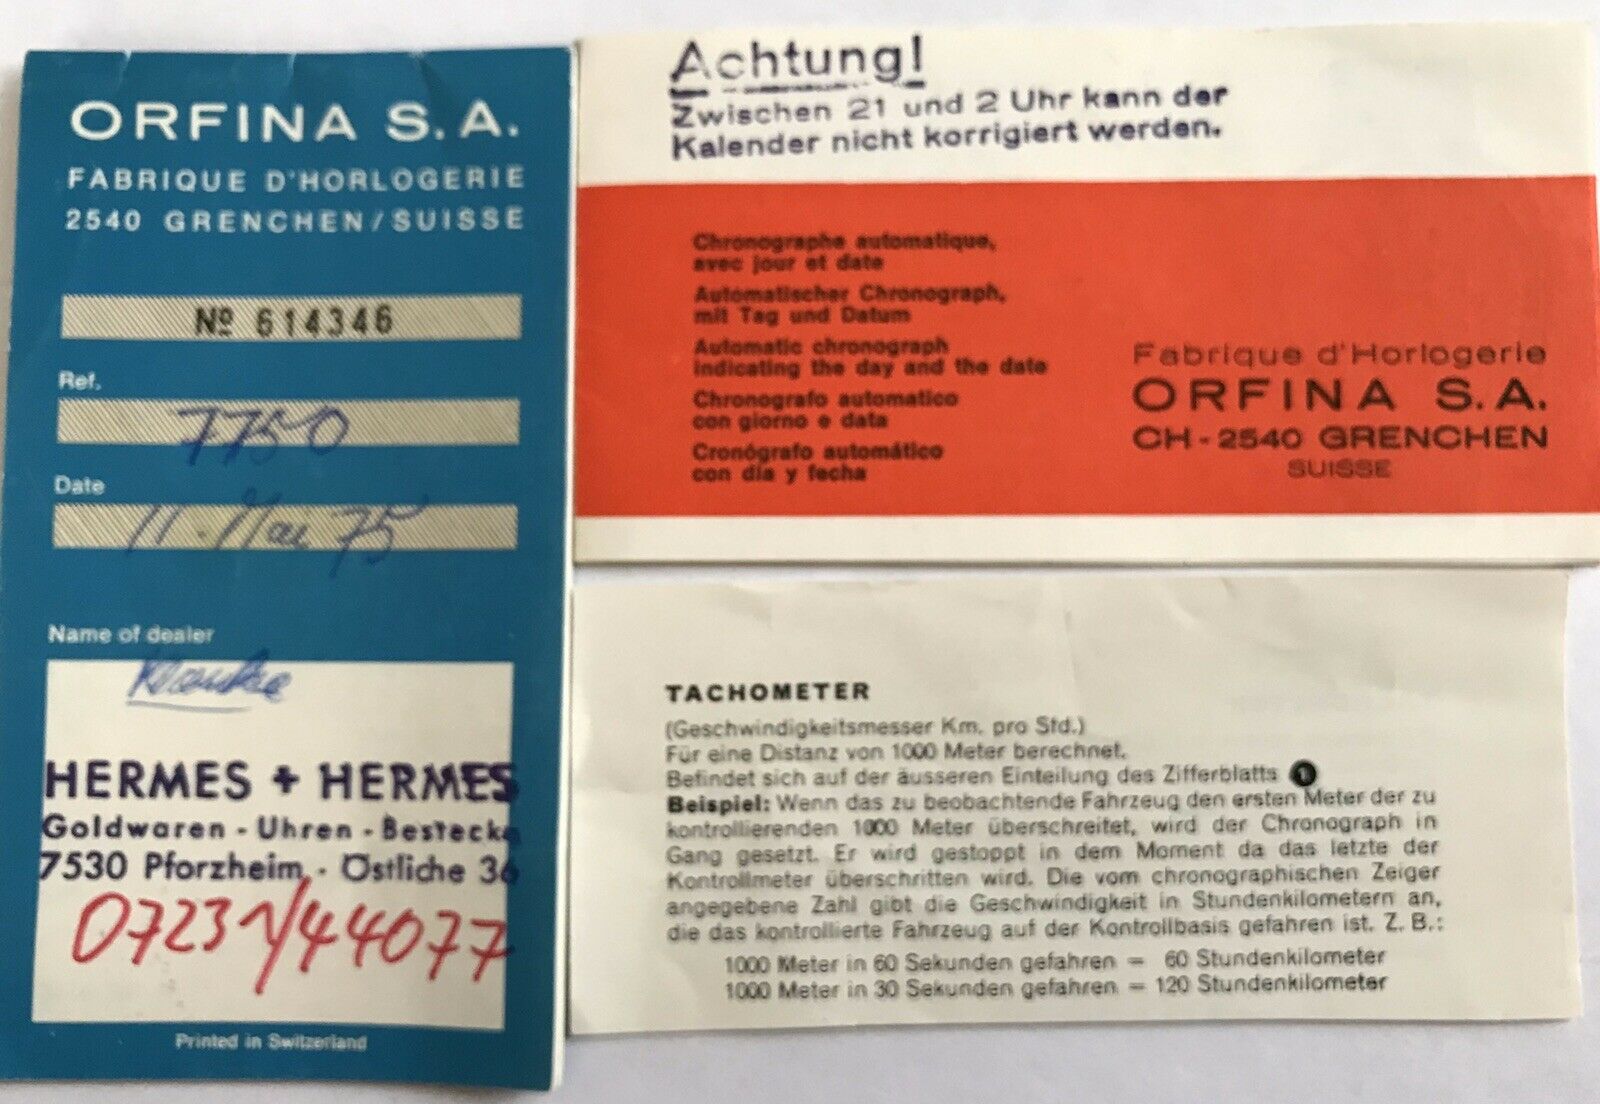 ORFINA S.A.
FABRIQUE D'HORLOGERIE
2540 GRENCHEN/SUISSE
Nº 614346
Ref.
7750
Date
11. Mai 75
Name of dealer
HERMES + HERMES
Goldwaren - Uhren - Bestecke
7530 Pforzheim - Östliche 36
07231/44077
Printed in Switzerland
Achtung!
Zwischen 21 und 2 Uhr kann der
Kalender nicht korrigiert werden.
Chronographe automatique,
avec jour et date
Automatischer Chronograph,
mit Tag und Datum
Automatic chronograph
indicating the day and the date
Chronografo automatico
con giorno e data
Cronógrafo automático
con día y fecha
Fabrique d'Horlogerie
ORFINA S.A.
CH-2540 GRENCHEN
SUISSE
TACHOMETER
(Geschwindigkeitsmesser Km. pro Std.)
Für eine Distanz von 1000 Meter berechnet.
Befindet sich auf der äusseren Einteilung des Zifferblatts 1
Beispiel: Wenn das zu beobachtende Fahrzeug den ersten Meter der zu
kontrollierenden 1000 Meter überschreitet, wird der Chronograph in
Gang gesetzt. Er wird gestoppt in dem Moment da das letzte der
Kontrollmeter überschritten wird. Die vom chronographischen Zeiger
angegebene Zahl gibt die Geschwindigkeit in Stundenkilometern an,
die das kontrollierte Fahrzeug auf der Kontrollbasis gefahren ist. Z. B.:
1000 Meter in 60 Sekunden gefahren = 60 Stundenkilometer
1000 Meter in 30 Sekunden gefahren = 120 Stundenkilometer